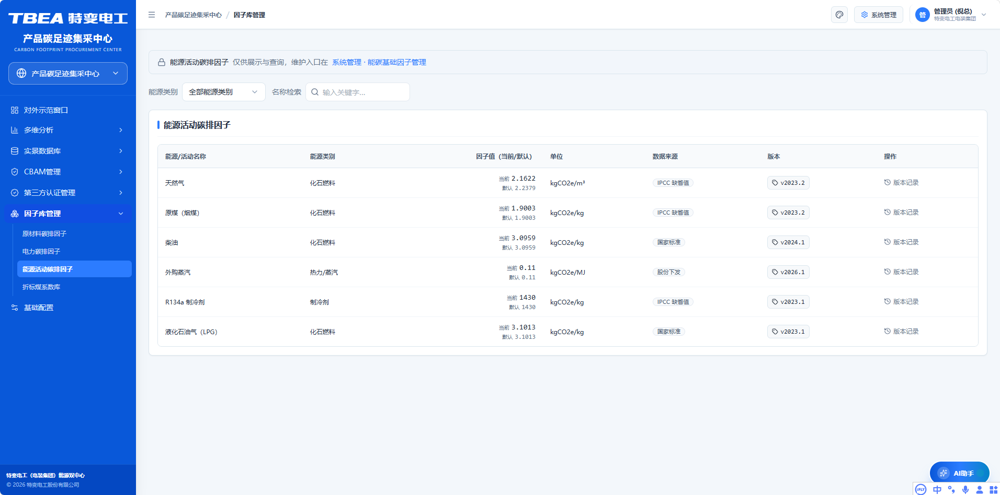 TBEA 特变电工
产品碳足迹集采中心
CARBON FOOTPRINT PROCUREMENT CENTER
产品碳足迹集采中心
对外示范窗口
多维分析
实景数据库
CBAM管理
第三方认证管理
因子库管理
原材料碳排因子
电力碳排因子
能源活动碳排因子
折标煤系数库
基础配置
特变电工（电装集团）能源双中心
© 2026 特变电工股份有限公司
产品碳足迹集采中心 / 因子库管理
系统管理
管
管理员 (倪总)
特变电工电装集团
能源活动碳排因子 仅供展示与查询，维护入口在 系统管理 · 能碳基础因子管理
能源类别 全部能源类别 名称检索 输入关键字...
能源活动碳排因子
能源/活动名称 能源类别 因子值（当前/默认） 单位 数据来源 版本 操作
天然气 化石燃料 当前 2.1622 默认 2.2379 kgCO2e/m³ IPCC 缺省值 v2023.2 版本记录
原煤（烟煤） 化石燃料 当前 1.9003 默认 1.9003 kgCO2e/kg IPCC 缺省值 v2023.2 版本记录
柴油 化石燃料 当前 3.0959 默认 3.0959 kgCO2e/kg 国家标准 v2024.1 版本记录
外购蒸汽 热力/蒸汽 当前 0.11 默认 0.11 kgCO2e/MJ 股份下发 v2026.1 版本记录
R134a 制冷剂 制冷剂 当前 1430 默认 1430 kgCO2e/kg IPCC 缺省值 v2023.1 版本记录
液化石油气（LPG） 化石燃料 当前 3.1013 默认 3.1013 kgCO2e/kg 国家标准 v2023.1 版本记录
AI助手
iFLY 中